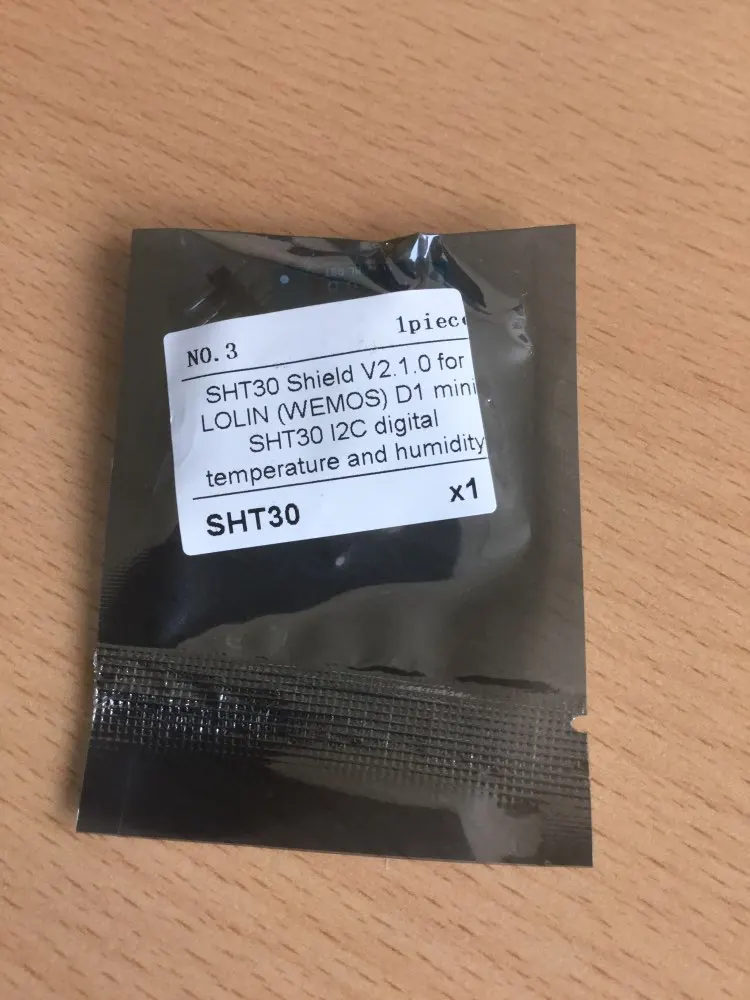 NO.3 1piece
SHT30 Shield V2.1.0 for
LOLIN (WEMOS) D1 mini
SHT30 I2C digital
temperature and humidity
SHT30 x1